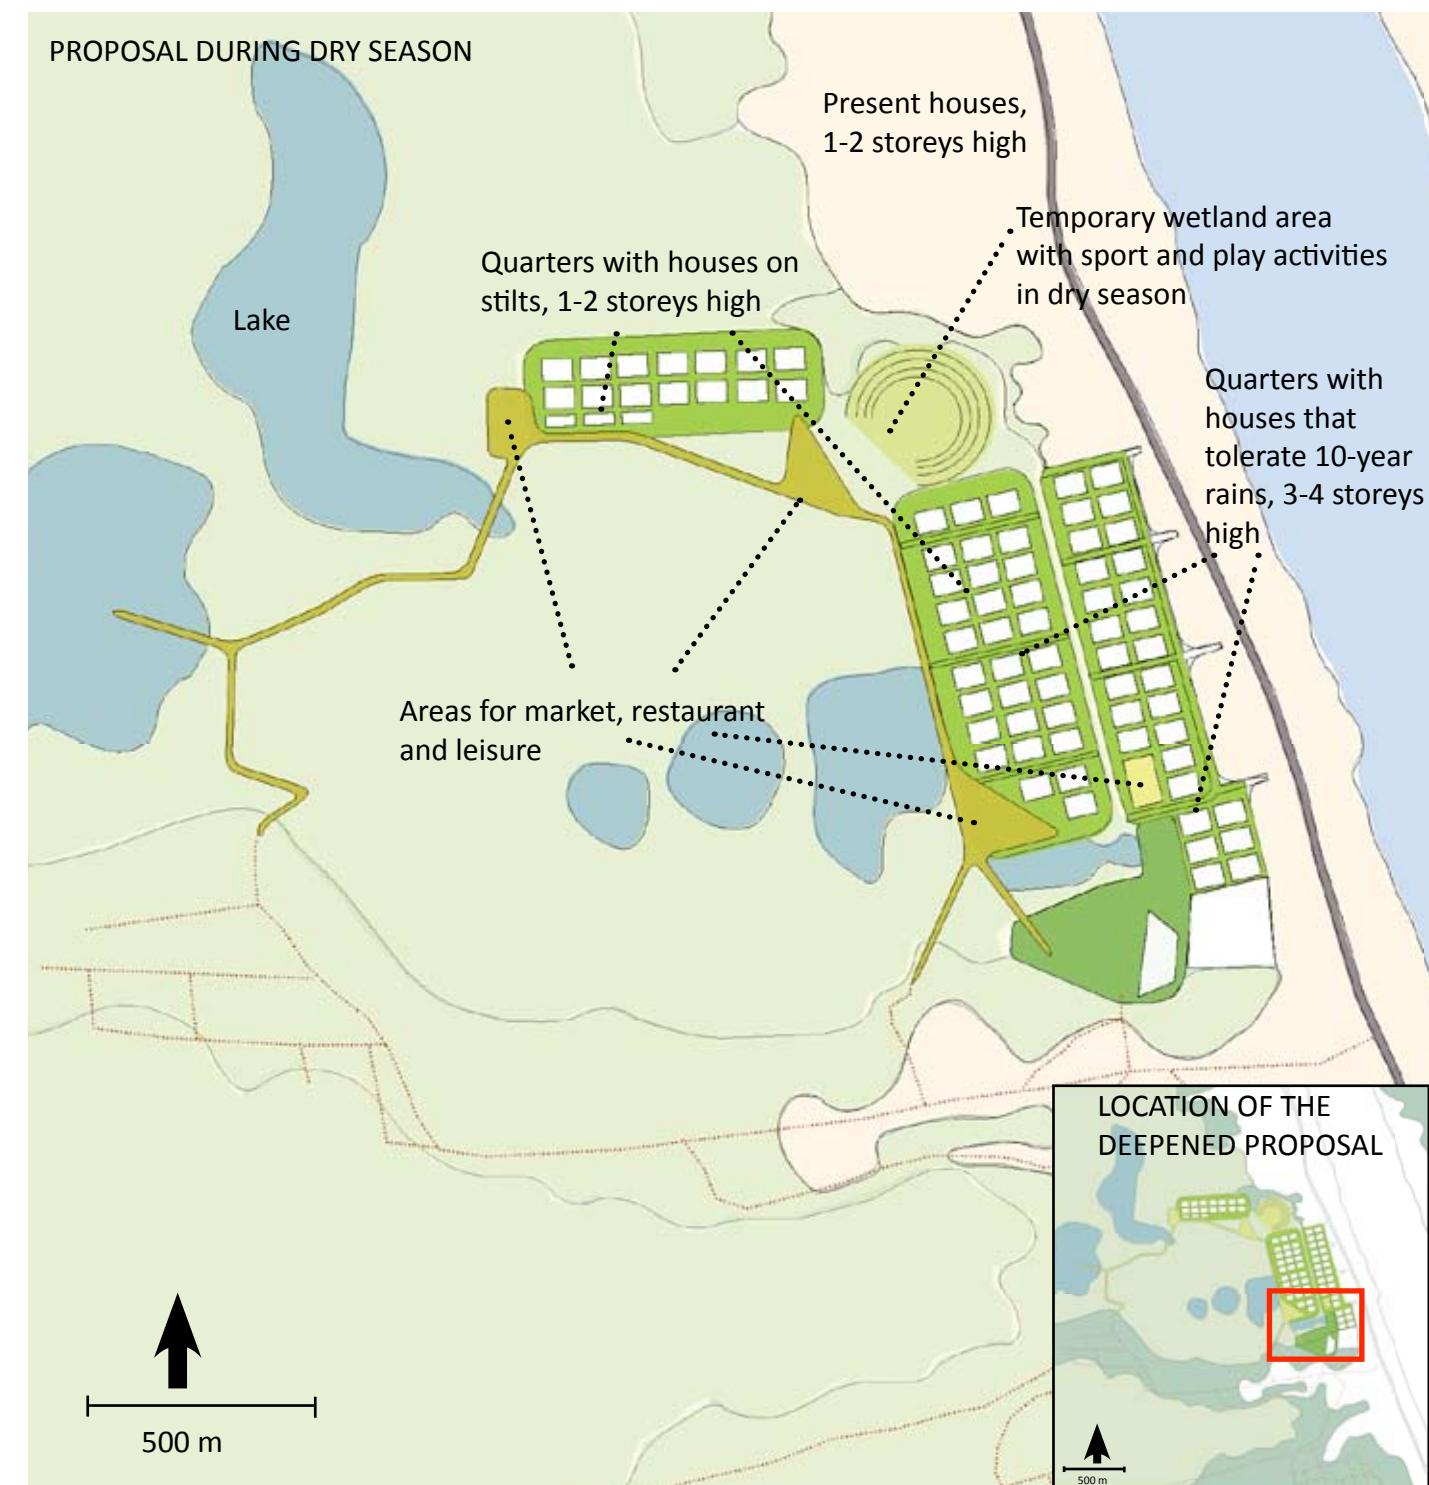 PROPOSAL DURING DRY SEASON
Present houses,
1-2 storeys high
Temporary wetland area
with sport and play activities
in dry season
Quarters with houses on
stilts, 1-2 storeys high
Lake
Quarters with
houses that
tolerate 10-year
rains, 3-4 storeys
high
Areas for market, restaurant
and leisure
LOCATION OF THE
DEEPENED PROPOSAL
500 m
500 m